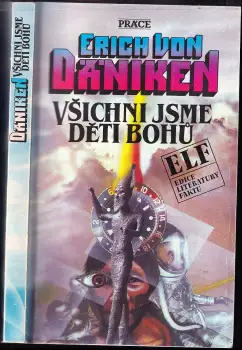 DÄNIKEN
VŠICHNI JSME
DĚTI BOHŮ
PRÁCE
ERICH VON
DÄNIKEN
VŠICHNI JSME
DĚTI BOHŮ
ELF
EDICE
LITERATURY
FAKTU